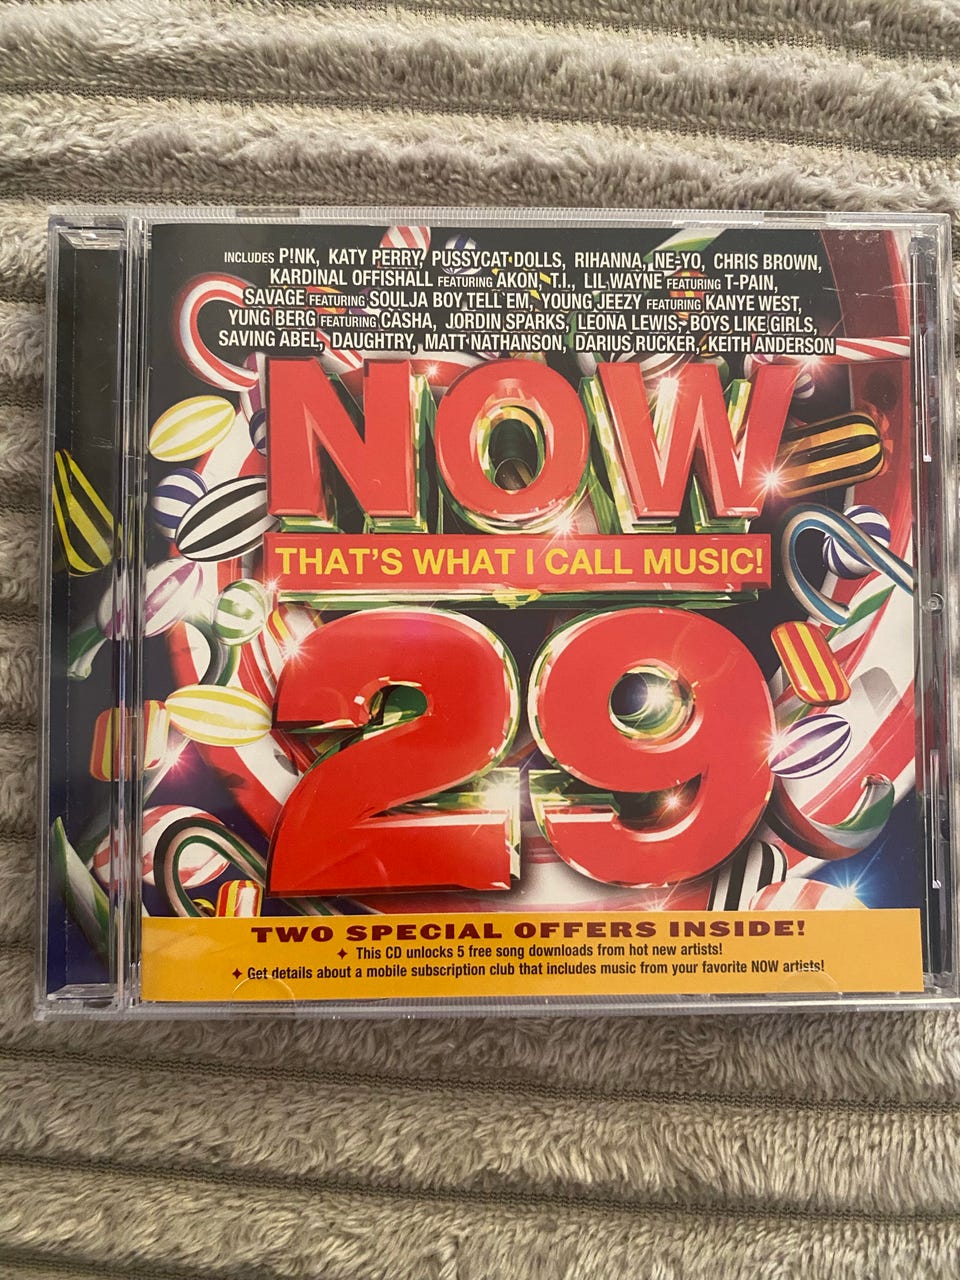 INCLUDES P!NK, KATY PERRY, PUSSYCAT DOLLS, RIHANNA, NE-YO, CHRIS BROWN,
KARDINAL OFFISHALL FEATURING AKON, T.I., LIL WAYNE FEATURING T-PAIN,
SAVAGE FEATURING SOULJA BOY TELL'EM, YOUNG JEEZY FEATURING KANYE WEST,
YUNG BERG FEATURING CASHA, JORDIN SPARKS, LEONA LEWIS, BOYS LIKE GIRLS,
SAVING ABEL, DAUGHTRY, MATT NATHANSON, DARIUS RUCKER, KEITH ANDERSON
NOW
THAT'S WHAT I CALL MUSIC!
29
TWO SPECIAL OFFERS INSIDE!
✦ This CD unlocks 5 free song downloads from hot new artists!
✦ Get details about a mobile subscription club that includes music from your favorite NOW artists!